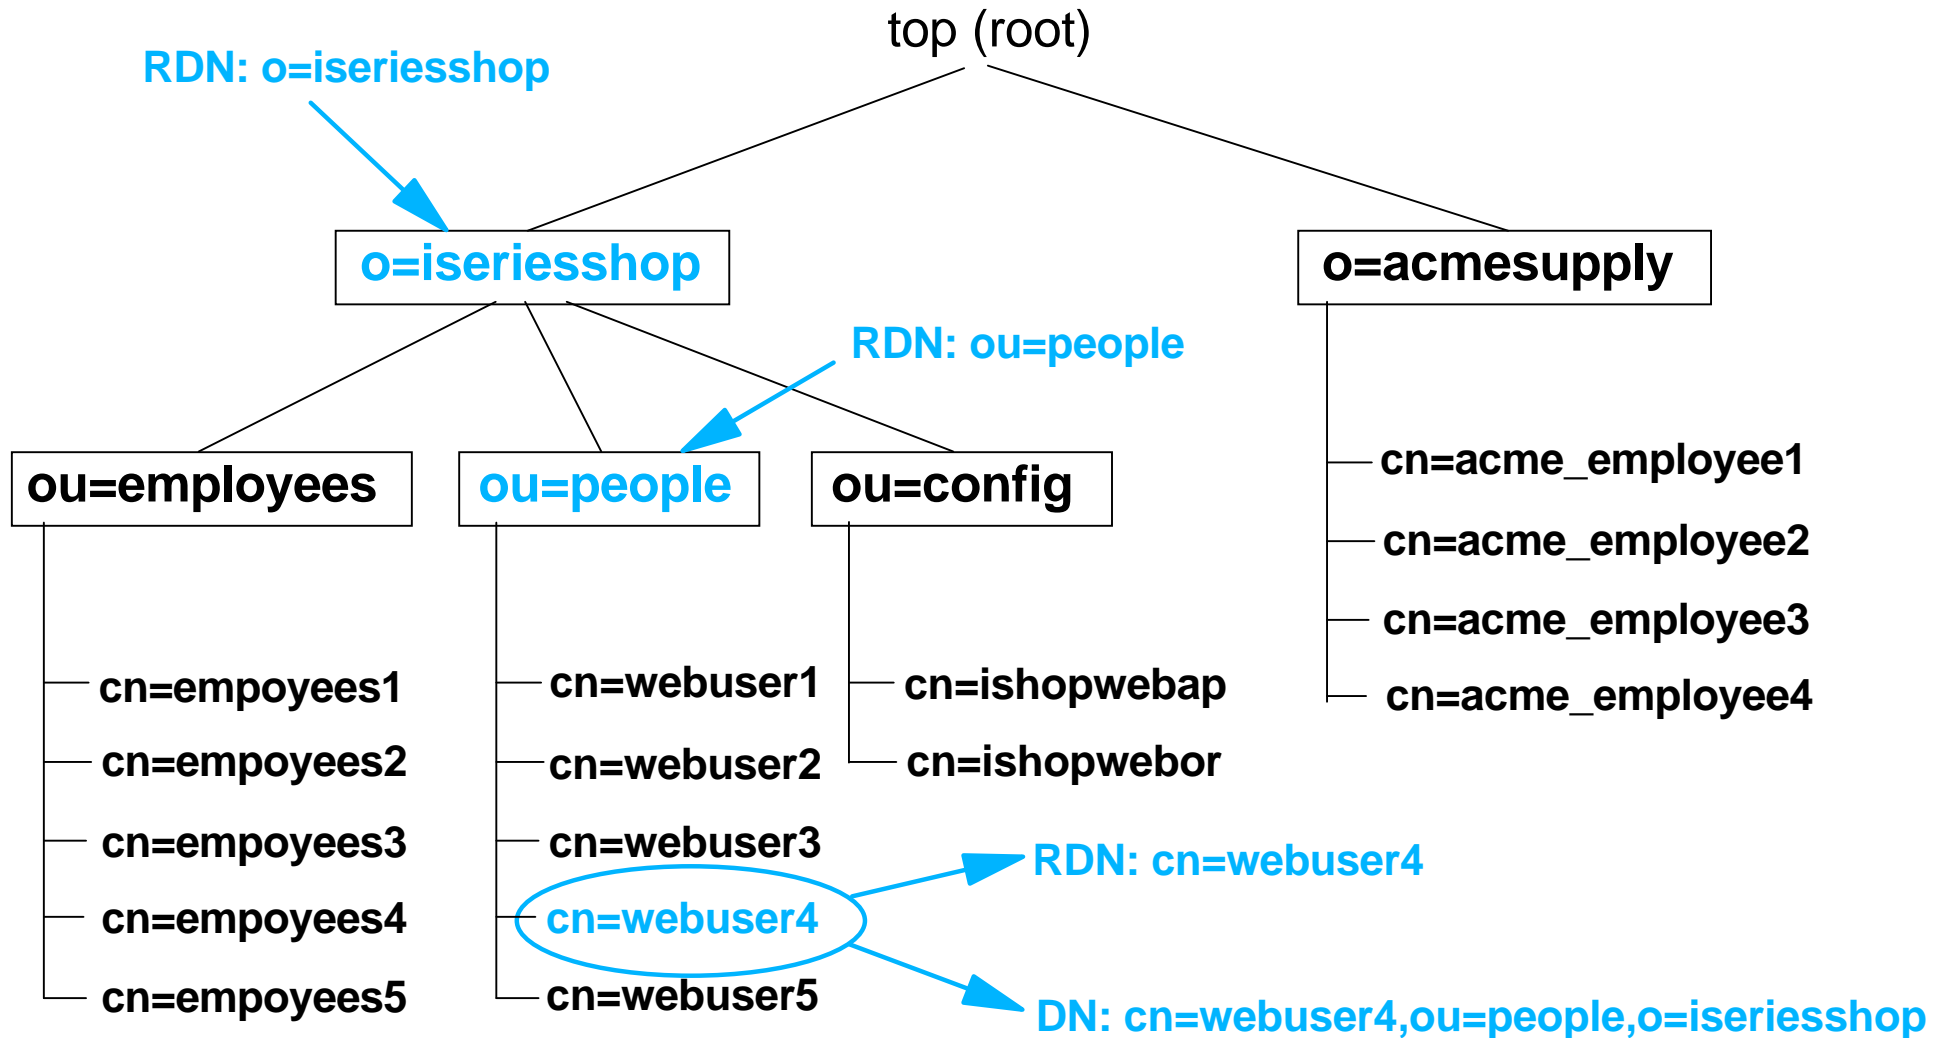 top (root)
RDN: o=iseriesshop
o=iseriesshop
o=acmesupply
RDN: ou=people
ou=employees
ou=people
ou=config
cn=acme_employee1
cn=acme_employee2
cn=acme_employee3
cn=acme_employee4
cn=empoyees1
cn=empoyees2
cn=empoyees3
cn=empoyees4
cn=empoyees5
cn=webuser1
cn=webuser2
cn=webuser3
cn=webuser4
cn=webuser5
cn=ishopwebap
cn=ishopwebor
RDN: cn=webuser4
DN: cn=webuser4,ou=people,o=iseriesshop